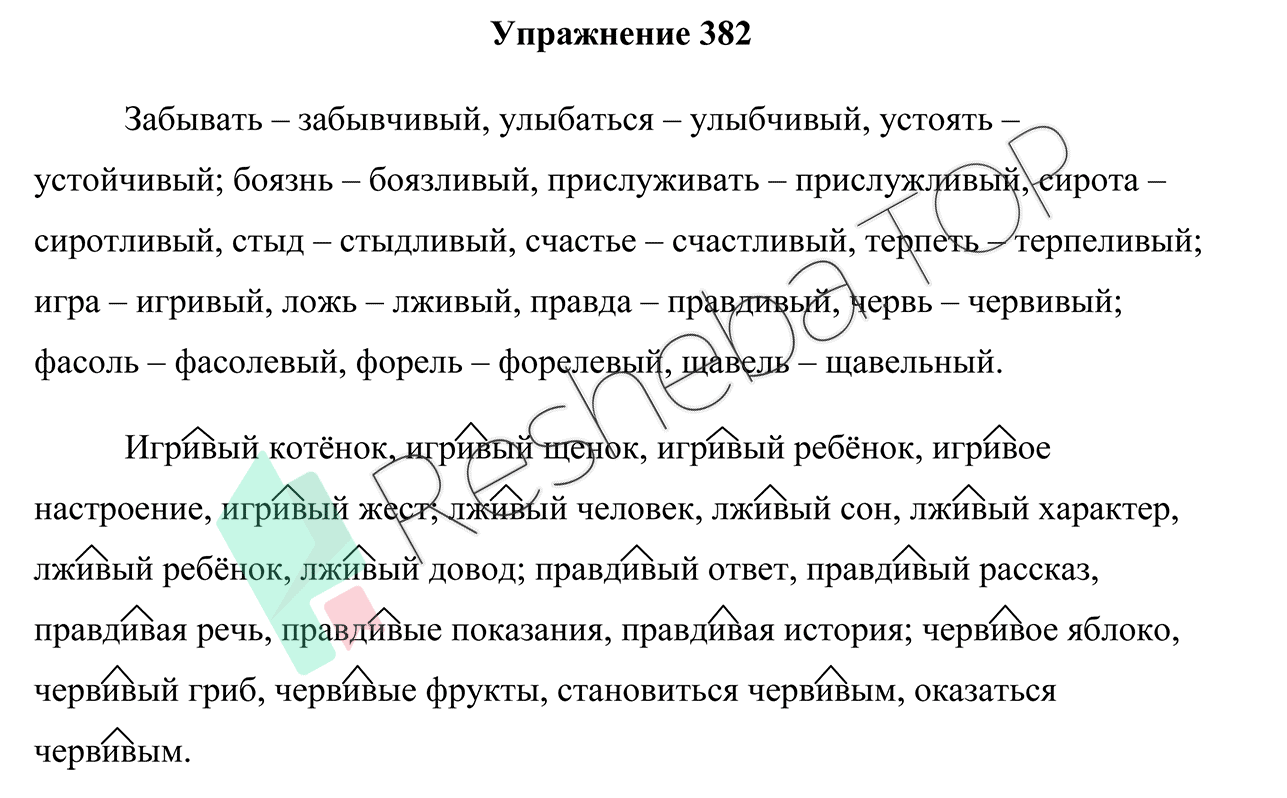 Упражнение 382
Забывать – забывчивый, улыбаться – улыбчивый, устоять –
устойчивый; боязнь – боязливый, прислуживать – прислужливый, сирота –
сиротливый, стыд – стыдливый, счастье – счастливый, терпеть – терпеливый;
игра – игривый, ложь – лживый, правда – правдивый, червь – червивый;
фасоль – фасолевый, форель – форелевый, щавель – щавельный.
Игривый котёнок, игривый щенок, игривый ребёнок, игривое
настроение, игривый жест; лживый человек, лживый сон, лживый характер,
лживый ребёнок, лживый довод; правдивый ответ, правдивый рассказ,
правдивая речь, правдивые показания, правдивая история; червивое яблоко,
червивый гриб, червивые фрукты, становиться червивым, оказаться
червивым.
Resheba TOP